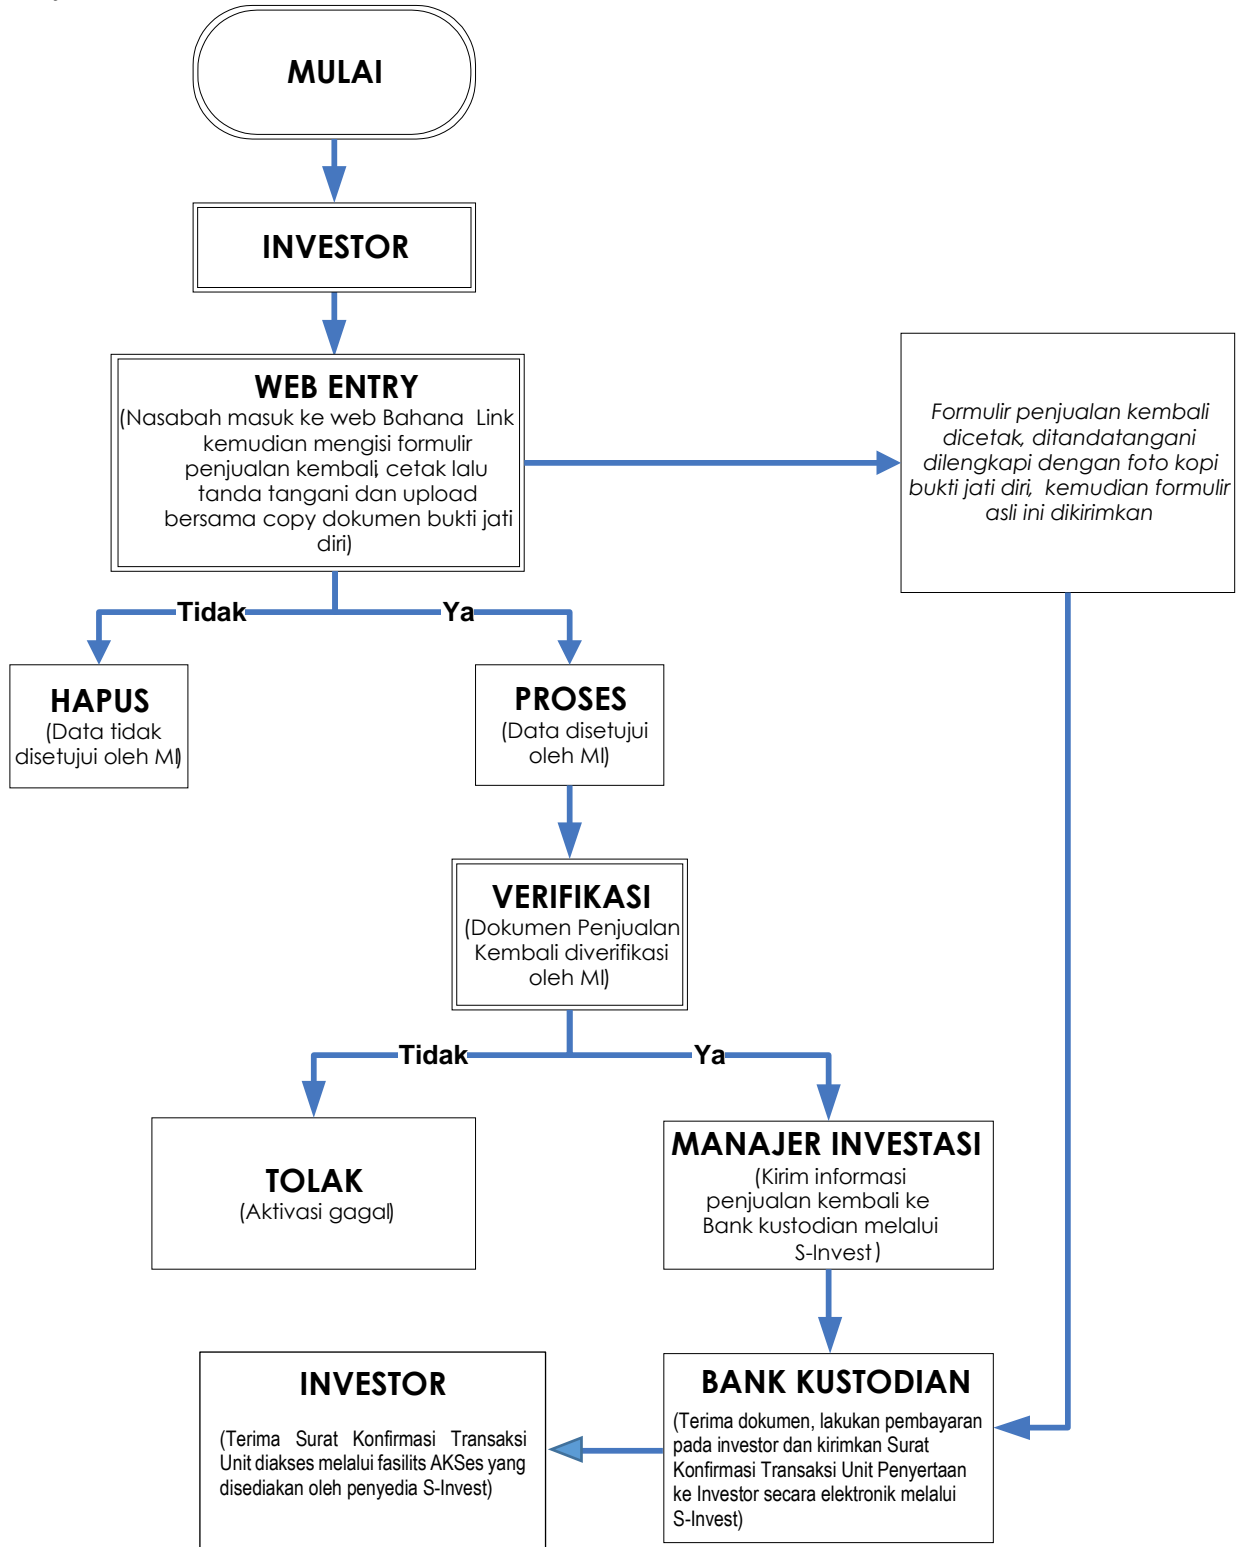 MULAI
INVESTOR
WEB ENTRY
(Nasabah masuk ke web Bahana Link
kemudian mengisi formulir
penjualan kembali; cetak lalu
tanda tangani dan upload
bersama copy dokumen bukti jati
diri)
Formulir penjualan kembali
dicetak, ditandatangani
dilengkapi dengan foto kopi
bukti jati diri, kemudian formulir
asli ini dikirimkan
Tidak
Ya
HAPUS
(Data tidak
disetujui oleh MI)
PROSES
(Data disetujui
oleh MI)
VERIFIKASI
(Dokumen Penjualan
Kembali diverifikasi
oleh MI)
Tidak
Ya
TOLAK
(Aktivasi gagal)
MANAJER INVESTASI
(Kirim informasi
penjualan kembali ke
Bank kustodian melalui
S-Invest)
INVESTOR
(Terima Surat Konfirmasi Transaksi
Unit diakses melalui fasilits AKSes yang
disediakan oleh penyedia S-Invest)
BANK KUSTODIAN
(Terima dokumen, lakukan pembayaran
pada investor dan kirimkan Surat
Konfirmasi Transaksi Unit Penyertaan
ke Investor secara elektronik melalui
S-Invest)